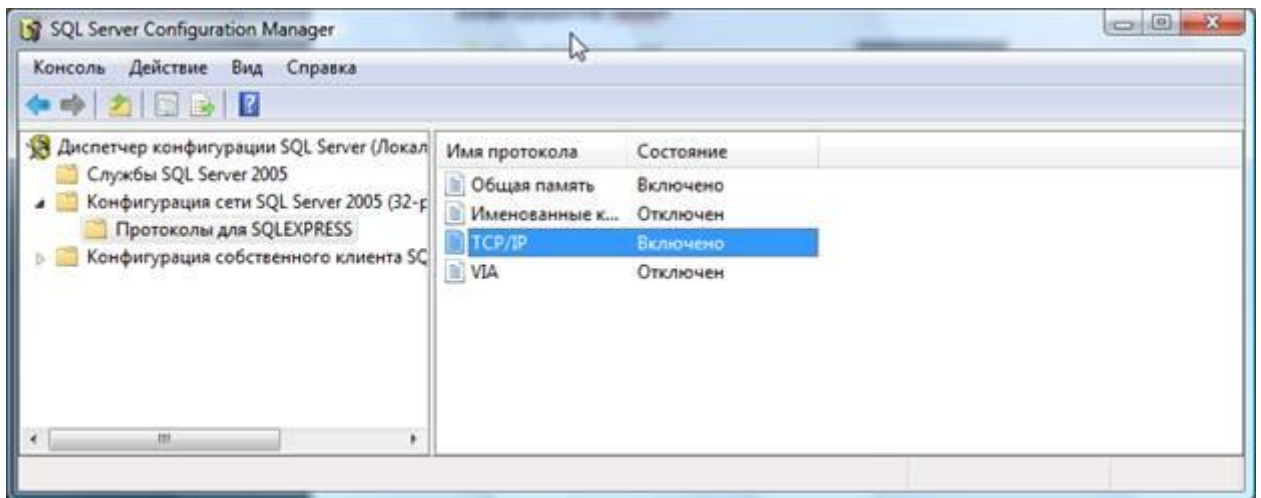 SQL Server Configuration Manager
Консоль Действие Вид Справка
Диспетчер конфигурации SQL Server (Локал
Службы SQL Server 2005
Конфигурация сети SQL Server 2005 (32-р
Протоколы для SQLEXPRESS
Конфигурация собственного клиента SQ
Имя протокола Состояние
Общая память Включено
Именованные к... Отключен
TCP/IP Включено
VIA Отключен